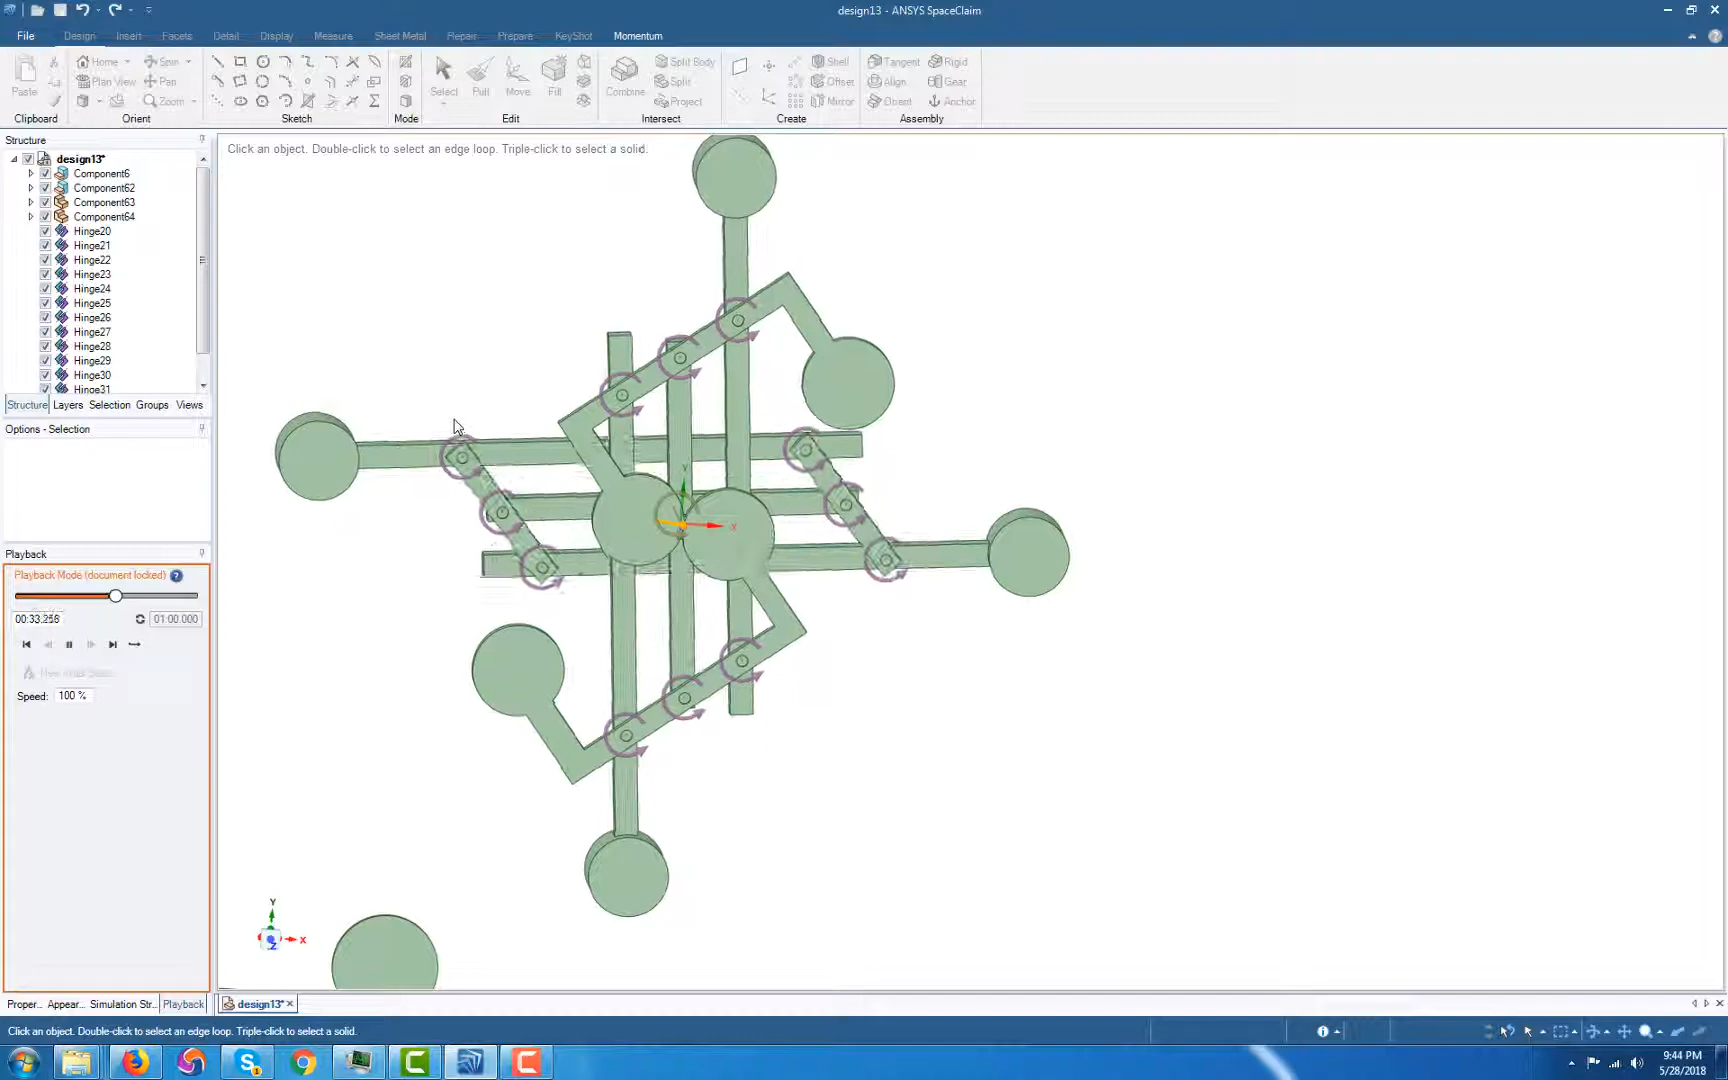 design13 - ANSYS SpaceClaim
File Design Insert Facets Detail Display Measure Sheet Metal Repair Prepare KeyShot Momentum
Paste
Home Spin
Plan View Pan
Zoom
Select Pull Move Fill
Combine
Split Body
Split
Project
Shell
Offset
Mirror
Tangent Rigid
Align Gear
Orient Anchor
Clipboard Orient Sketch Mode Edit Intersect Create Assembly
Structure
design13*
Component6
Component62
Component63
Component64
Hinge20
Hinge21
Hinge22
Hinge23
Hinge24
Hinge25
Hinge26
Hinge27
Hinge28
Hinge29
Hinge30
Hinge31
Structure Layers Selection Groups Views
Options - Selection
Playback
Playback Mode (document locked)
00:33.256 01:00.000
Speed: 100 %
Proper... Appear... Simulation Str... Playback
Click an object. Double-click to select an edge loop. Triple-click to select a solid.
Y
X
Y
X
Z
design13*
Click an object. Double-click to select an edge loop. Triple-click to select a solid.
9:44 PM
5/28/2018